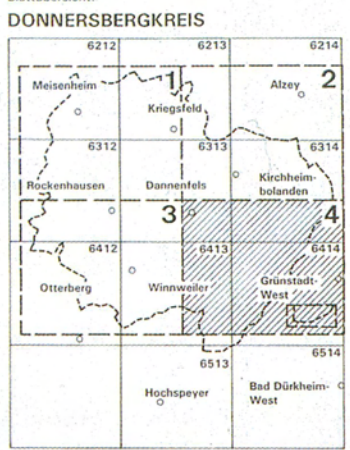 DONNERSBERGKREIS
6212 6213 6214
Meisenheim 1 Alzey 2
Kriegsfeld
6312 6313 6314
Rockenhausen Dannenfels Kirchheim-
bolanden
3 4
6412 6413 6414
Otterberg Winnweiler Grünstadt-
West
6513 6514
Hochspeyer Bad Dürkheim-
West